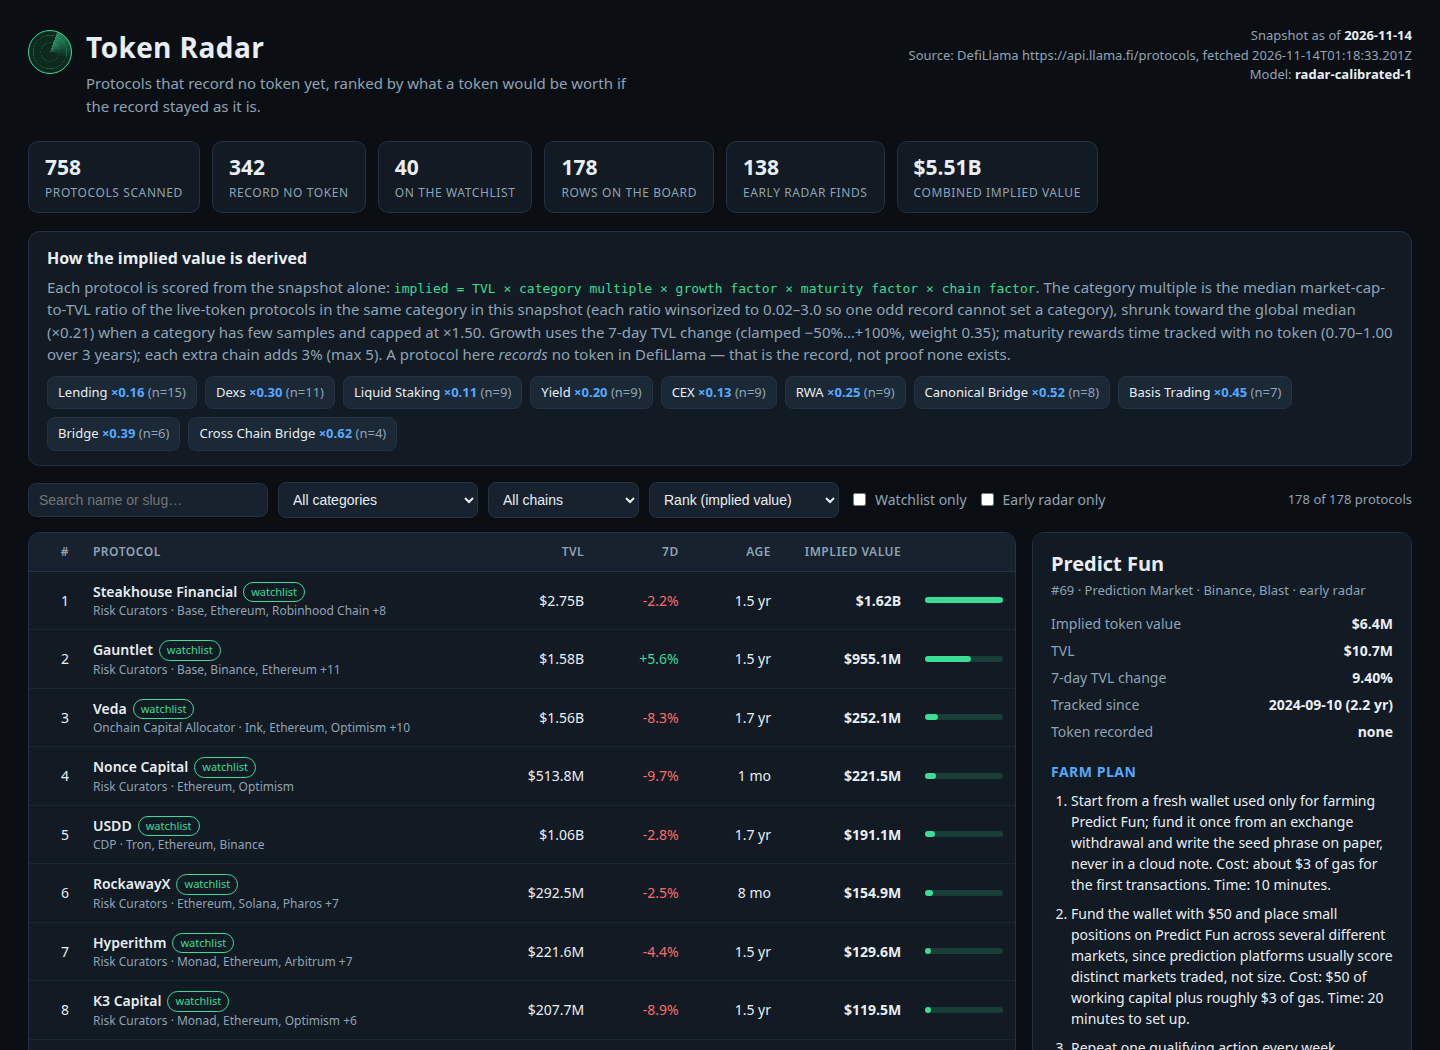 Token Radar
Protocols that record no token yet, ranked by what a token would be worth if
the record stayed as it is.
Snapshot as of 2026-11-14
Source: DefiLlama https://api.llama.fi/protocols, fetched 2026-11-14T01:18:33.201Z
Model: radar-calibrated-1
758
PROTOCOLS SCANNED
342
RECORD NO TOKEN
40
ON THE WATCHLIST
178
ROWS ON THE BOARD
138
EARLY RADAR FINDS
$5.51B
COMBINED IMPLIED VALUE
How the implied value is derived
Each protocol is scored from the snapshot alone: implied = TVL × category multiple × growth factor × maturity factor × chain factor. The category multiple is the median market-cap-
to-TVL ratio of the live-token protocols in the same category in this snapshot (each ratio winsorized to 0.02–3.0 so one odd record cannot set a category), shrunk toward the global median
(×0.21) when a category has few samples and capped at ×1.50. Growth uses the 7-day TVL change (clamped −50%…+100%, weight 0.35); maturity rewards time tracked with no token (0.70–1.00
over 3 years); each extra chain adds 3% (max 5). A protocol here records no token in DefiLlama — that is the record, not proof none exists.
Lending ×0.16 (n=15)
Dexs ×0.30 (n=11)
Liquid Staking ×0.11 (n=9)
Yield ×0.20 (n=9)
CEX ×0.13 (n=9)
RWA ×0.25 (n=9)
Canonical Bridge ×0.52 (n=8)
Basis Trading ×0.45 (n=7)
Bridge ×0.39 (n=6)
Cross Chain Bridge ×0.62 (n=4)
Search name or slug…
All categories
All chains
Rank (implied value)
Watchlist only
Early radar only
178 of 178 protocols
# PROTOCOL TVL 7D AGE IMPLIED VALUE
1 Steakhouse Financial watchlist $2.75B -2.2% 1.5 yr $1.62B
Risk Curators · Base, Ethereum, Robinhood Chain +8
2 Gauntlet watchlist $1.58B +5.6% 1.5 yr $955.1M
Risk Curators · Base, Binance, Ethereum +11
3 Veda watchlist $1.56B -8.3% 1.7 yr $252.1M
Onchain Capital Allocator · Ink, Ethereum, Optimism +10
4 Nonce Capital watchlist $513.8M -9.7% 1 mo $221.5M
Risk Curators · Ethereum, Optimism
5 USDD watchlist $1.06B -2.8% 1.7 yr $191.1M
CDP · Tron, Ethereum, Binance
6 RockawayX watchlist $292.5M -2.5% 8 mo $154.9M
Risk Curators · Ethereum, Solana, Pharos +7
7 Hyperithm watchlist $221.6M -4.4% 1.5 yr $129.6M
Risk Curators · Monad, Ethereum, Arbitrum +7
8 K3 Capital watchlist $207.7M -8.9% 1.5 yr $119.5M
Risk Curators · Monad, Ethereum, Optimism +6
Predict Fun
#69 · Prediction Market · Binance, Blast · early radar
Implied token value $6.4M
TVL $10.7M
7-day TVL change 9.40%
Tracked since 2024-09-10 (2.2 yr)
Token recorded none
FARM PLAN
1. Start from a fresh wallet used only for farming
Predict Fun; fund it once from an exchange
withdrawal and write the seed phrase on paper,
never in a cloud note. Cost: about $3 of gas for
the first transactions. Time: 10 minutes.
2. Fund the wallet with $50 and place small
positions on Predict Fun across several different
markets, since prediction platforms usually score
distinct markets traded, not size. Cost: $50 of
working capital plus roughly $3 of gas. Time: 20
minutes to set up.
3. Repeat one qualifying action every week